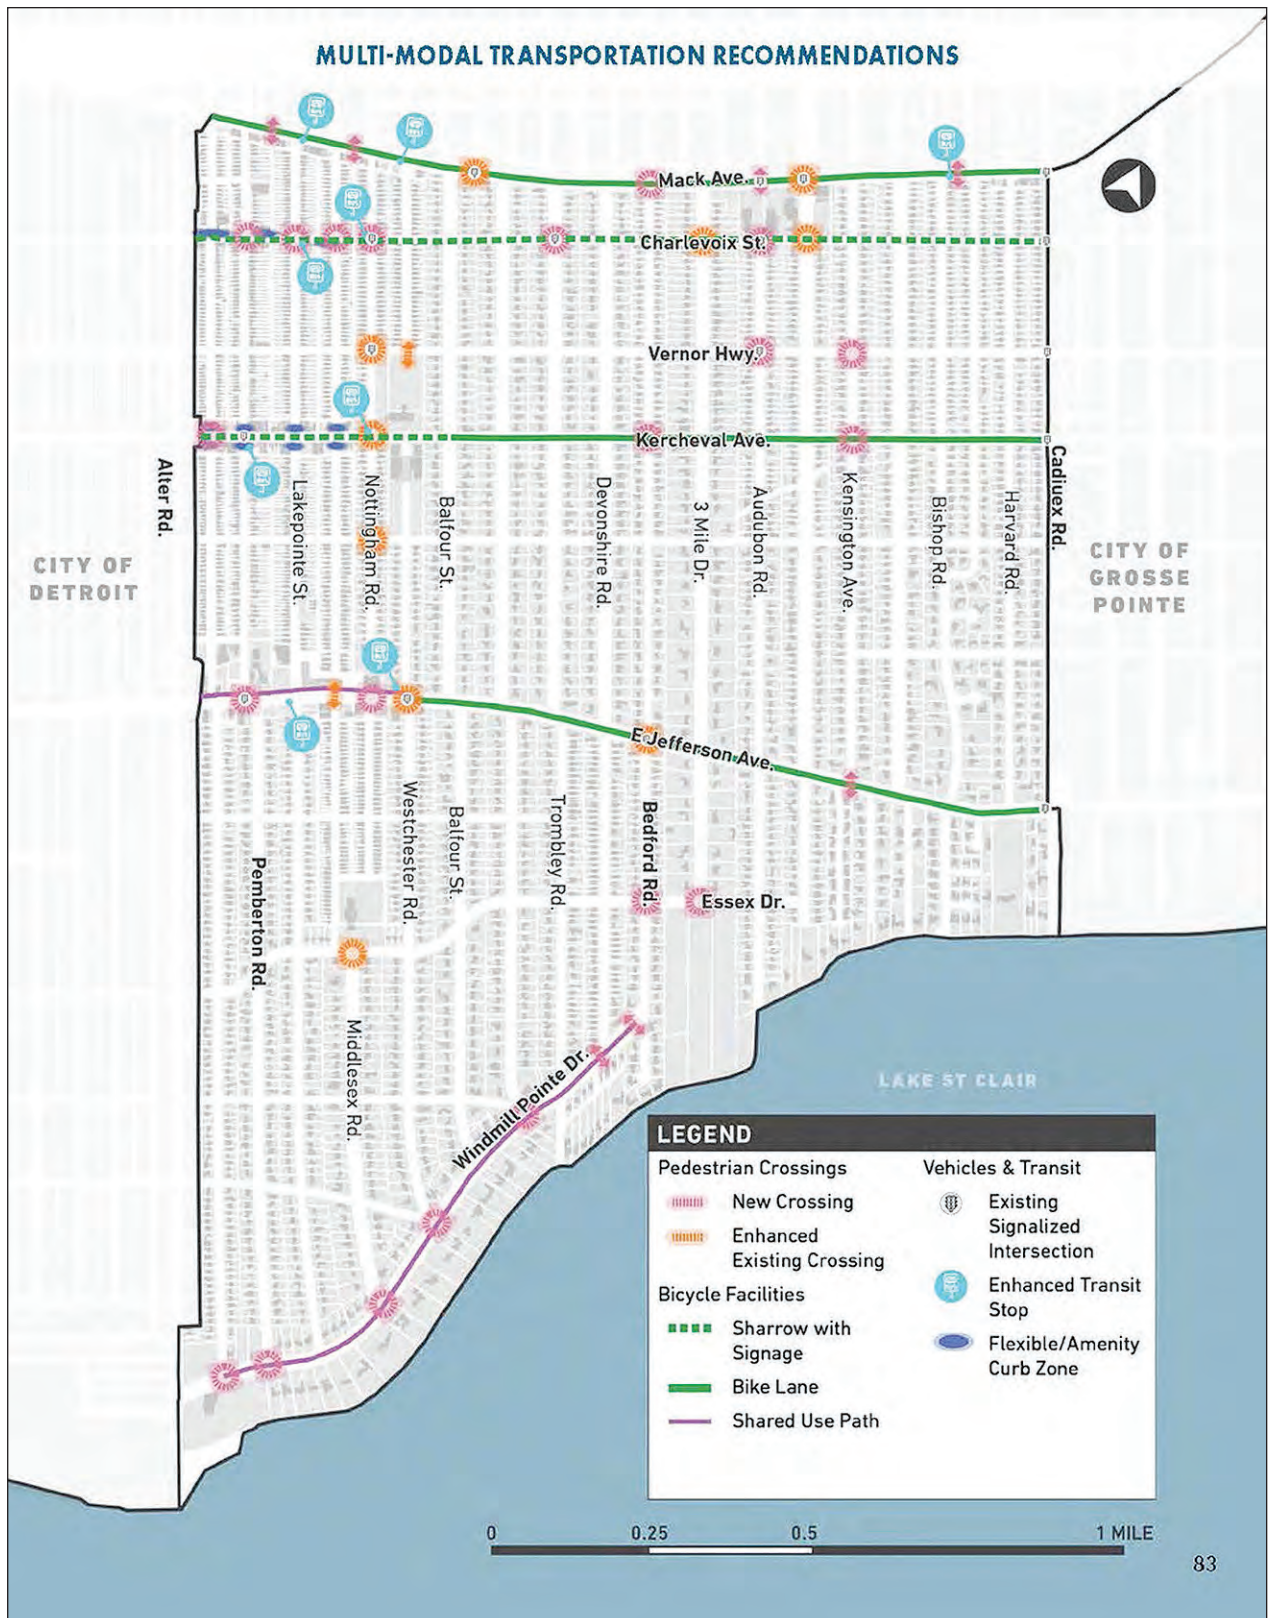 MULTI-MODAL TRANSPORTATION RECOMMENDATIONS
Mack Ave.
Charlevoix St.
Vernor Hwy.
Kercheval Ave.
Alter Rd.
Lakepointe St.
Nottingham Rd.
Balfour St.
Devonshire Rd.
3 Mile Dr.
Audubon Rd.
Kensington Ave.
Bishop Rd.
Harvard Rd.
Cadiuex Rd.
CITY OF
DETROIT
CITY OF
GROSSE
POINTE
E Jefferson Ave.
Pemberton Rd.
Westchester Rd.
Balfour St.
Trombley Rd.
Bedford Rd.
Essex Dr.
Middlesex Rd.
Windmill Pointe Dr.
LAKE ST CLAIR
LEGEND
Pedestrian Crossings
New Crossing
Enhanced
Existing Crossing
Bicycle Facilities
Sharrow with
Signage
Bike Lane
Shared Use Path
Vehicles & Transit
Existing
Signalized
Intersection
Enhanced Transit
Stop
Flexible/Amenity
Curb Zone
0 0.25 0.5 1 MILE
83